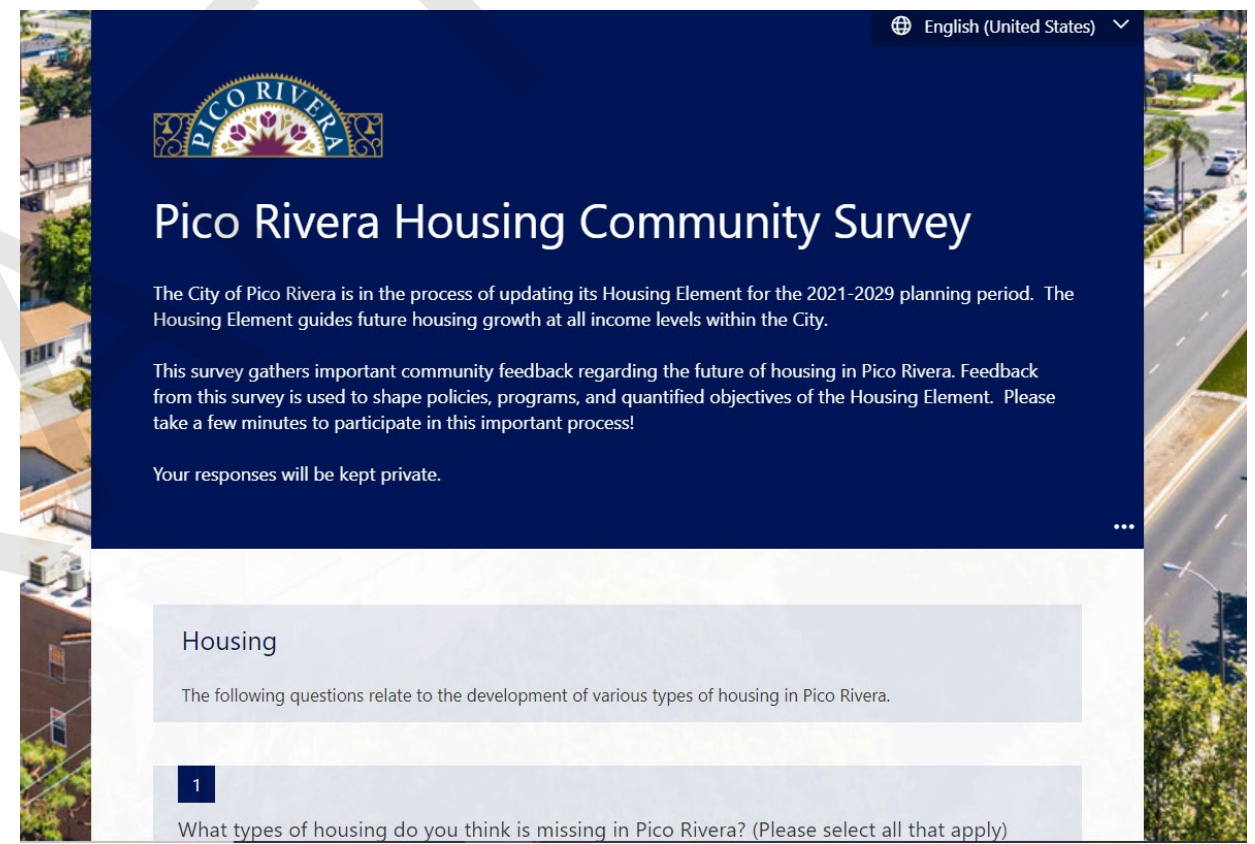 English (United States)
PICO RIVERA
Pico Rivera Housing Community Survey
The City of Pico Rivera is in the process of updating its Housing Element for the 2021-2029 planning period.  The
Housing Element guides future housing growth at all income levels within the City.
This survey gathers important community feedback regarding the future of housing in Pico Rivera. Feedback
from this survey is used to shape policies, programs, and quantified objectives of the Housing Element.  Please
take a few minutes to participate in this important process!
Your responses will be kept private.
Housing
The following questions relate to the development of various types of housing in Pico Rivera.
1
What types of housing do you think is missing in Pico Rivera? (Please select all that apply)